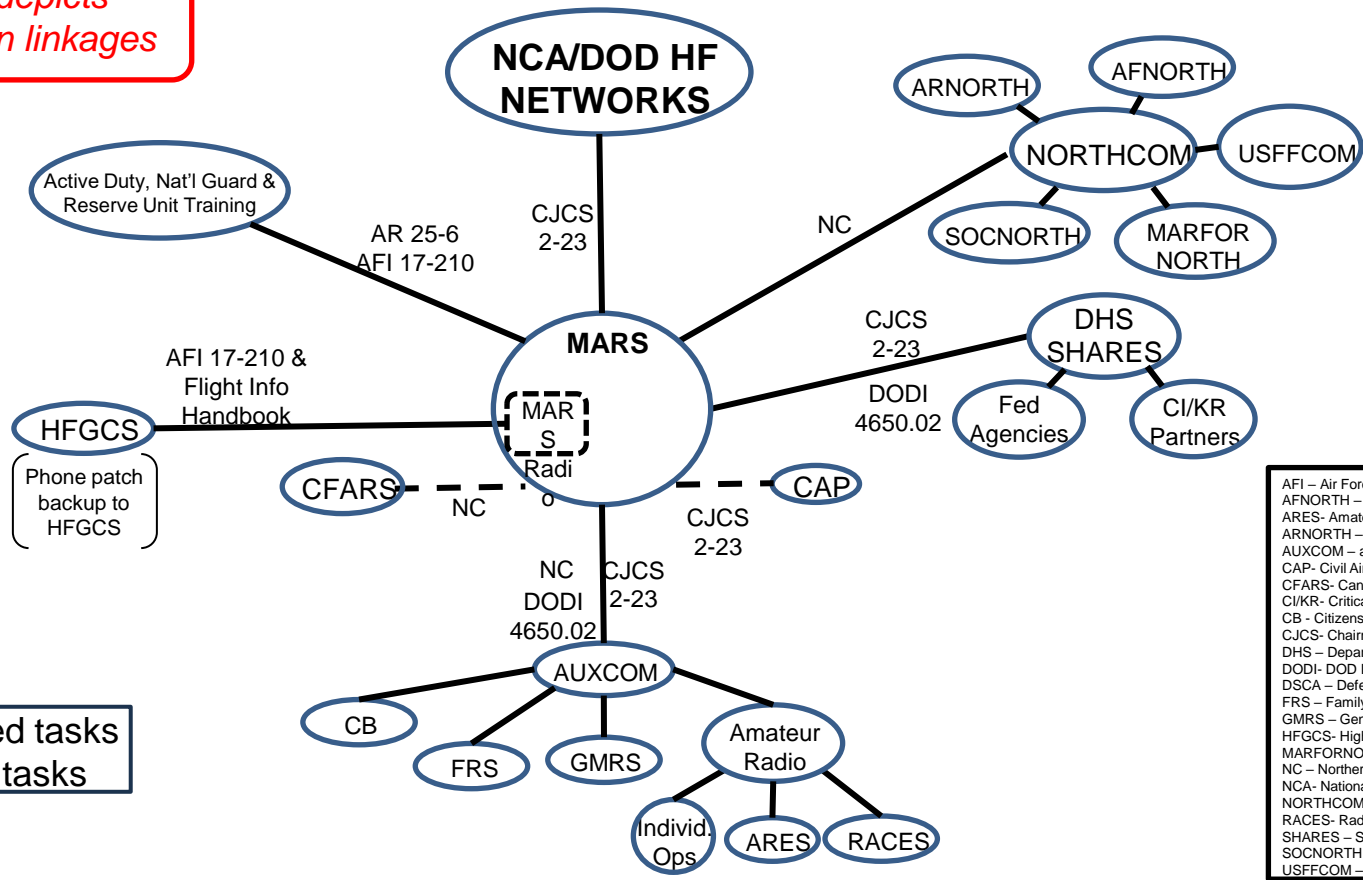 depicts
n linkages
NCA/DOD HF
NETWORKS
ARNORTH
AFNORTH
NORTHCOM
USFFCOM
SOCNORTH
MARFOR
NORTH
Active Duty, Nat'l Guard &
Reserve Unit Training
AR 25-6
AFI 17-210
CJCS
2-23
NC
MARS
MAR
S
Radi
o
CJCS
2-23
DODI
4650.02
DHS
SHARES
Fed
Agencies
CI/KR
Partners
AFI 17-210 &
Flight Info
Handbook
HFGCS
Phone patch
backup to
HFGCS
CFARS
NC
CAP
CJCS
2-23
NC
DODI
4650.02
CJCS
2-23
AUXCOM
CB
FRS
GMRS
Amateur
Radio
Individ.
Ops
ARES
RACES
ed tasks
tasks
AFI – Air For
AFNORTH –
ARES- Amat
ARNORTH –
AUXCOM – a
CAP- Civil Air
CFARS- Can
CI/KR- Critica
CB - Citizens
CJCS- Chairm
DHS – Depar
DODI- DOD I
DSCA – Defe
FRS – Family
GMRS – Gen
HFGCS- High
MARFORNO
NC – Norther
NCA- Nationa
NORTHCOM
RACES- Rad
SHARES – S
SOCNORTH
USFFCOM –